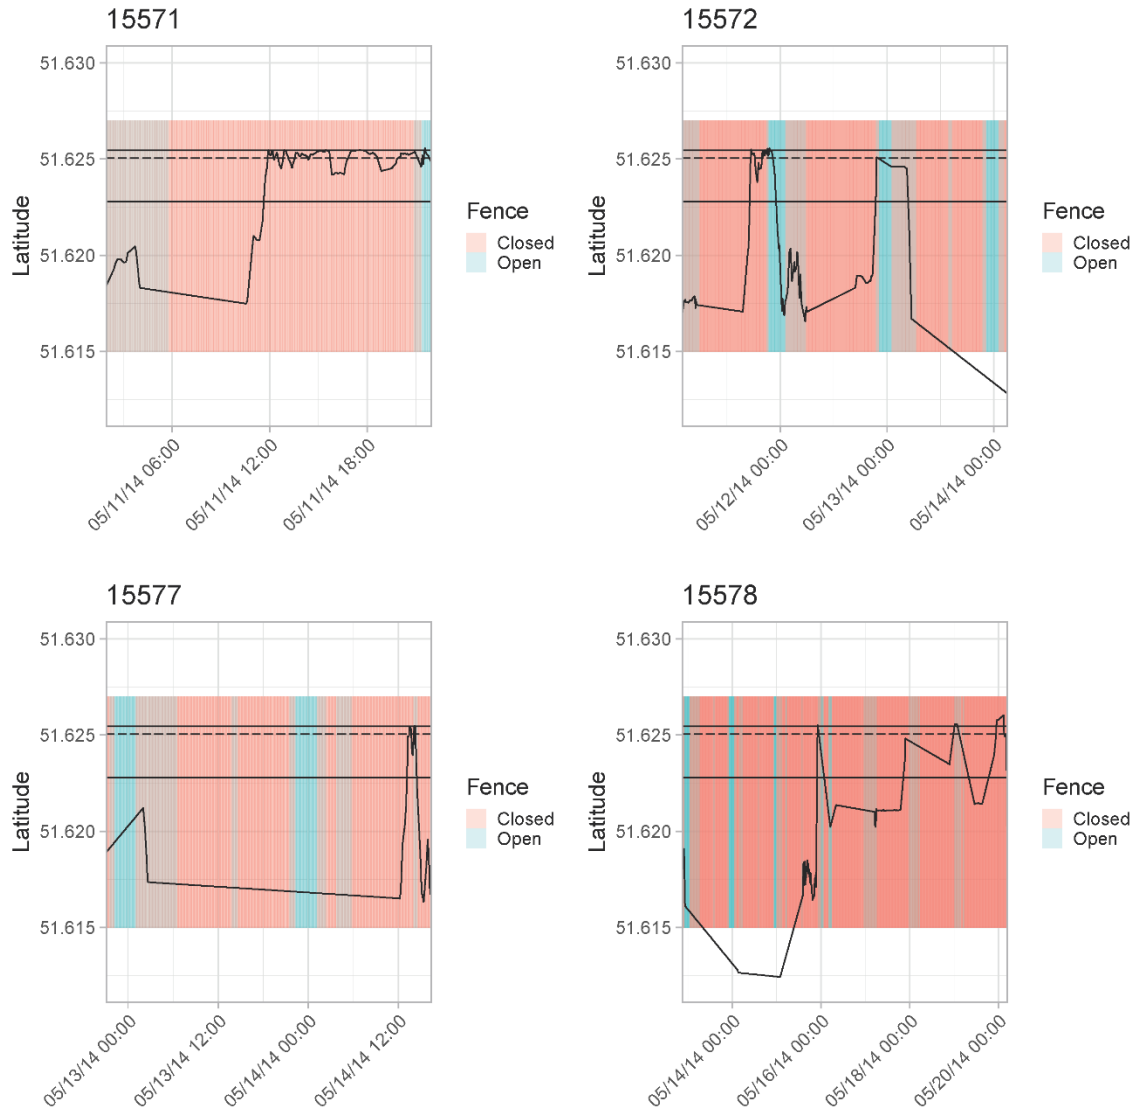 15571
51.630
51.625
51.620
51.615
Latitude
05/11/14 06:00
05/11/14 12:00
05/11/14 18:00
Fence
Closed
Open
15572
51.630
51.625
51.620
51.615
Latitude
05/12/14 00:00
05/13/14 00:00
05/14/14 00:00
Fence
Closed
Open
15577
51.630
51.625
51.620
51.615
Latitude
05/13/14 00:00
05/13/14 12:00
05/14/14 00:00
05/14/14 12:00
Fence
Closed
Open
15578
51.630
51.625
51.620
51.615
Latitude
05/14/14 00:00
05/16/14 00:00
05/18/14 00:00
05/20/14 00:00
Fence
Closed
Open